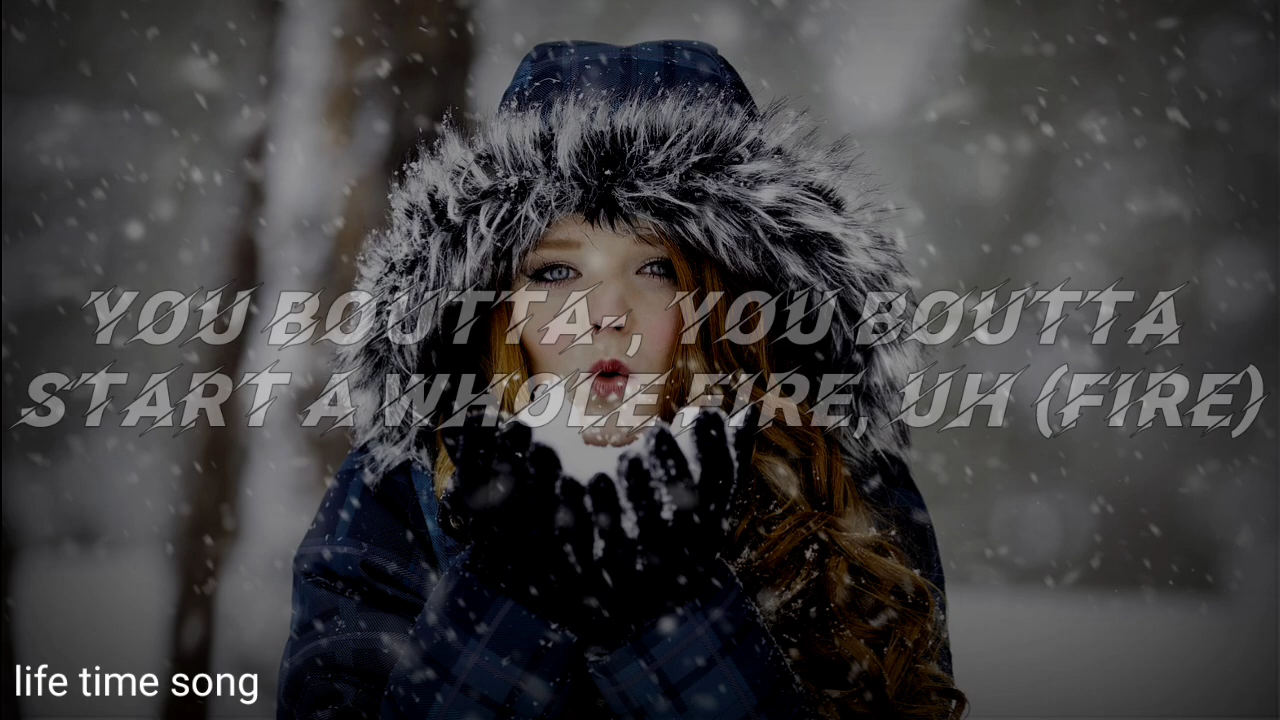 YOU BOUTTA-, YOU BOUTTA
START A WHOLE FIRE, UH (FIRE)
life time song